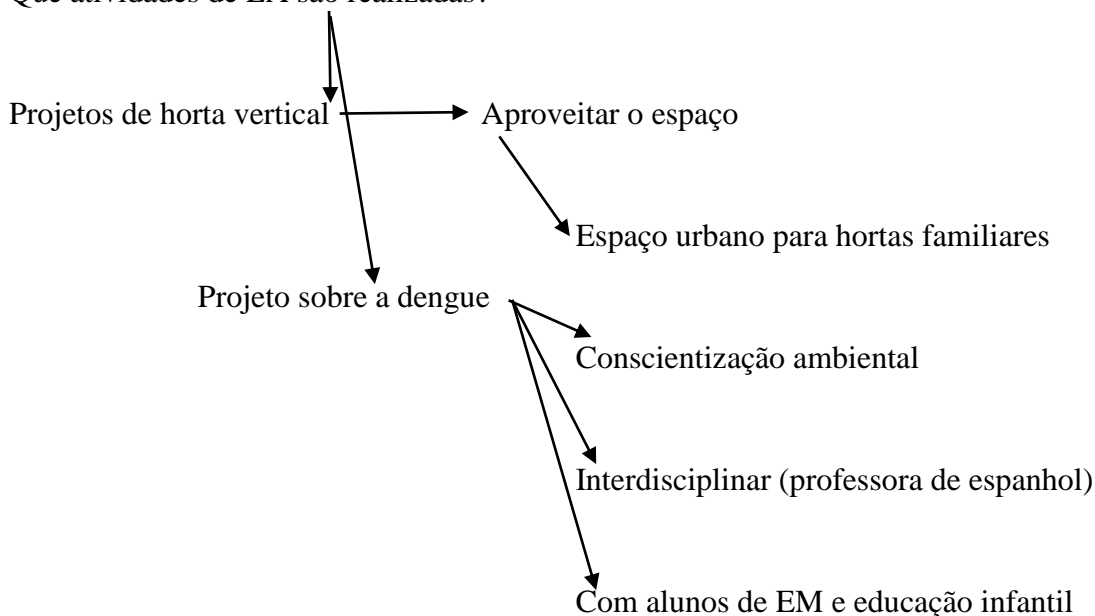 Que atividades de EA são realizadas?
Projetos de horta vertical
Aproveitar o espaço
Espaço urbano para hortas familiares
Projeto sobre a dengue
Conscientização ambiental
Interdisciplinar (professora de espanhol)
Com alunos de EM e educação infantil